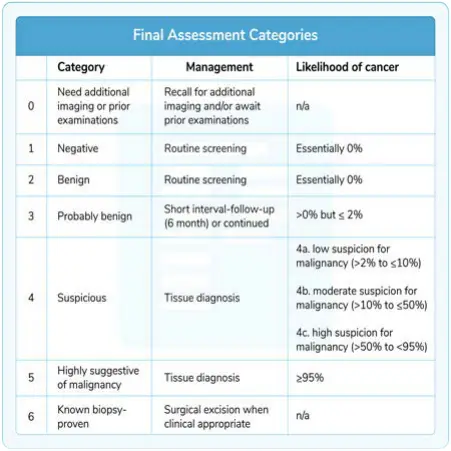 Final Assessment Categories
Category Management Likelihood of cancer
0 Need additional imaging or prior examinations Recall for additional imaging and/or await prior examinations n/a
1 Negative Routine screening Essentially 0%
2 Benign Routine screening Essentially 0%
3 Probably benign Short interval-follow-up (6 month) or continued >0% but ≤ 2%
4 Suspicious Tissue diagnosis 4a. low suspicion for malignancy (>2% to ≤10%)
4b. moderate suspicion for malignancy (>10% to ≤50%)
4c. high suspicion for malignancy (>50% to <95%)
5 Highly suggestive of malignancy Tissue diagnosis ≥95%
6 Known biopsy-proven Surgical excision when clinical appropriate n/a